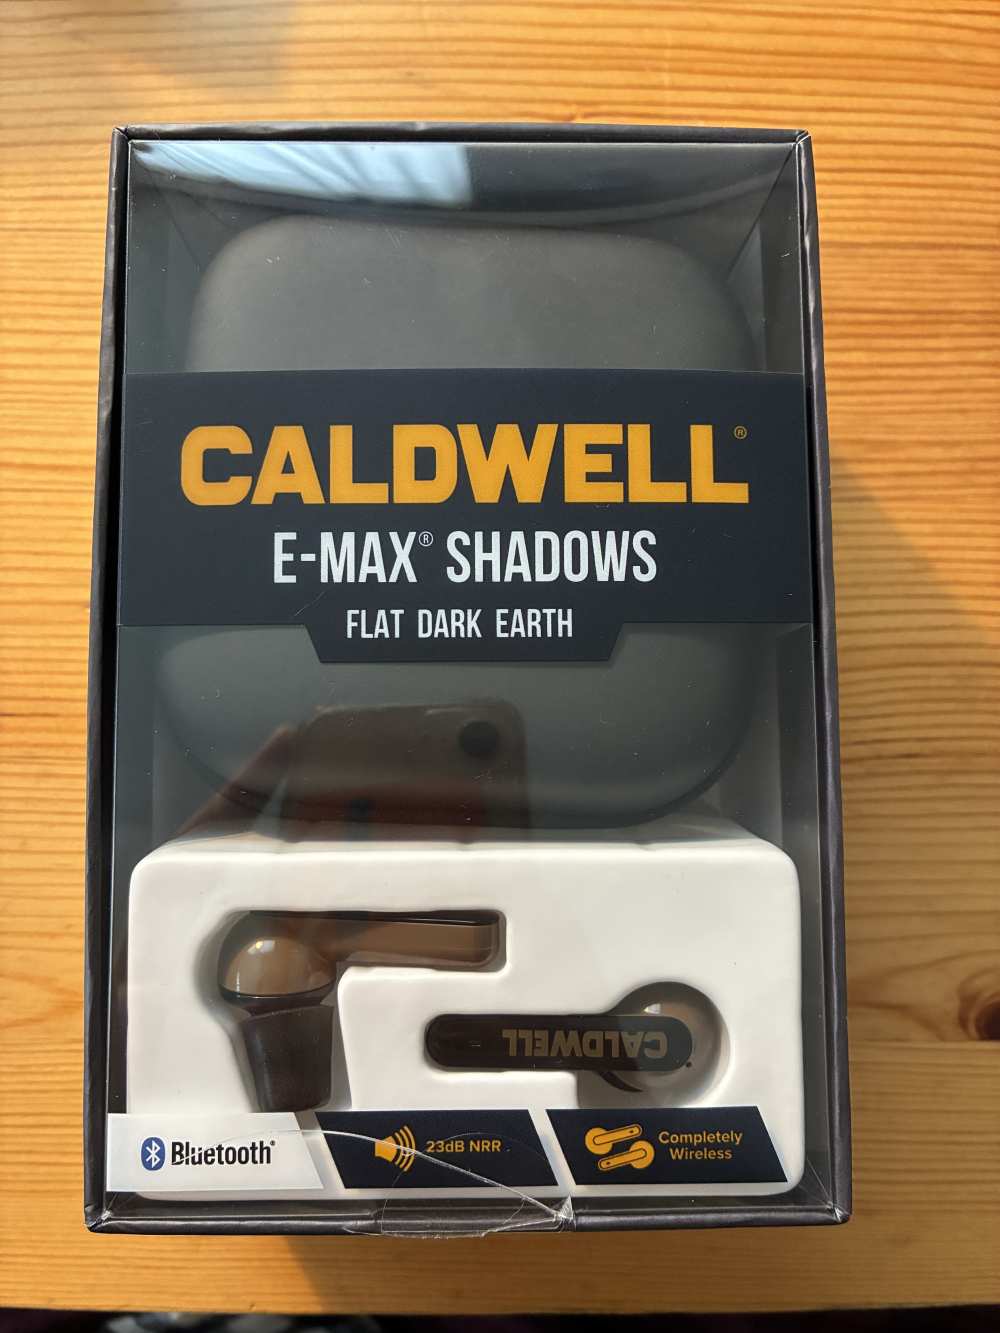 CALDWELL®
E-MAX® SHADOWS
FLAT DARK EARTH
CALDWELL
Bluetooth®
23dB NRR
Completely
Wireless